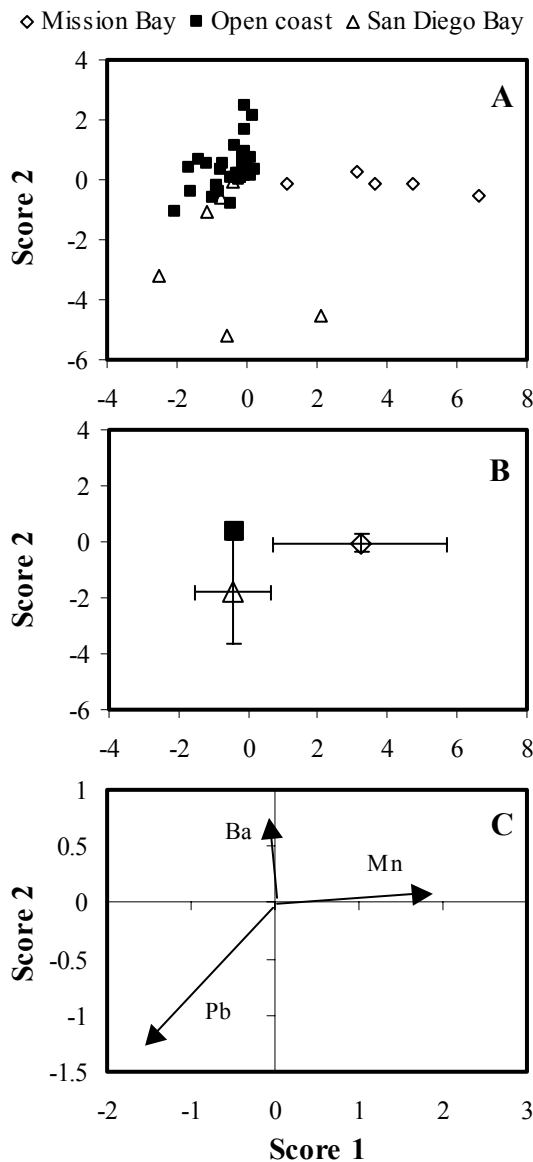 ◇ Mission Bay ■ Open coast △ San Diego Bay
4
A
2
0
-2
-4
-6
Score 2
-4 -2 0 2 4 6 8
4
B
2
0
-2
-4
-6
Score 2
-4 -2 0 2 4 6 8
1
C
Ba
0.5
Mn
0
-0.5
Pb
-1
-1.5
Score 2
-2 -1 0 1 2 3
Score 1